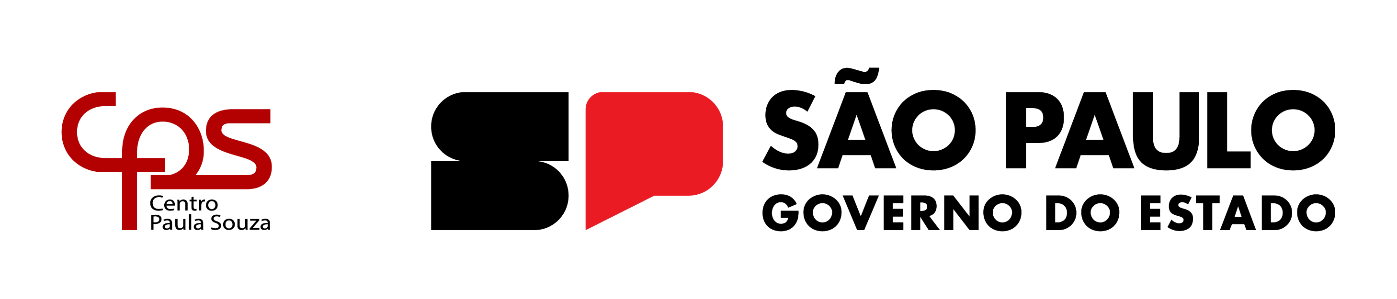 cps
Centro
Paula Souza
SP
SÃO PAULO
GOVERNO DO ESTADO